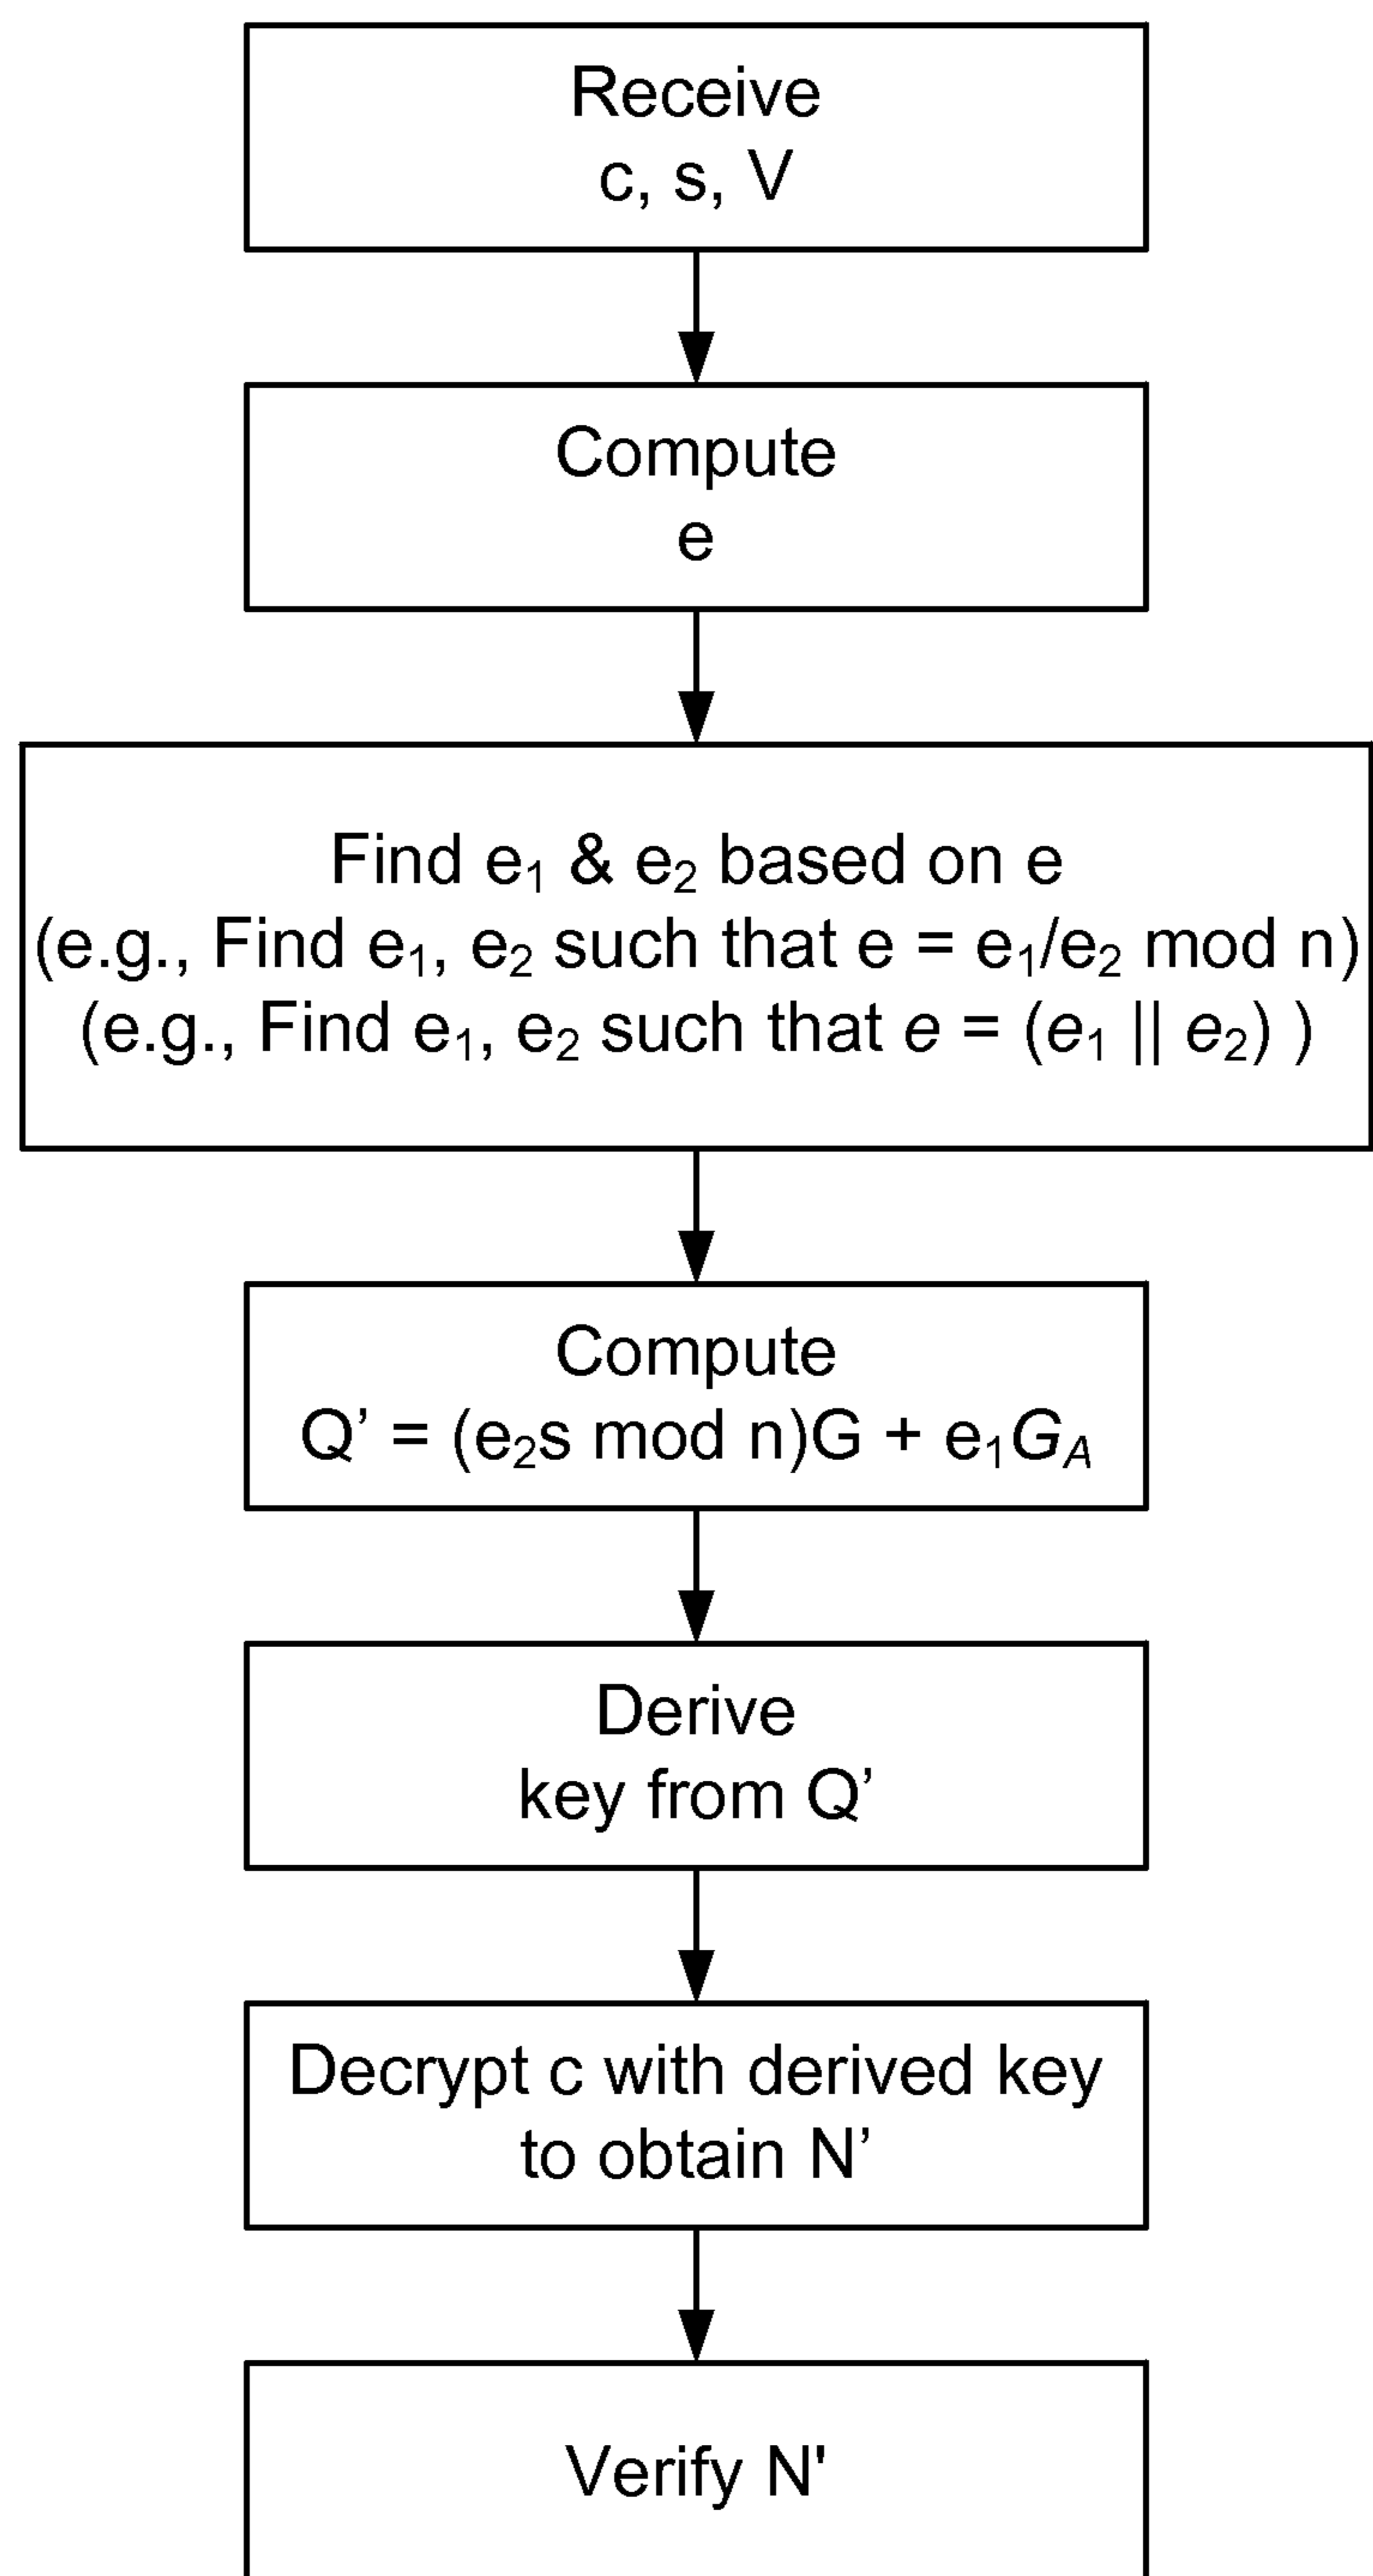 Receive
c, s, V
Compute
e
Find e₁ & e₂ based on e
(e.g., Find e₁, e₂ such that e = e₁/e₂ mod n)
(e.g., Find e₁, e₂ such that e = (e₁ || e₂) )
Compute
Q’ = (e₂s mod n)G + e₁G_A
Derive
key from Q’
Decrypt c with derived key
to obtain N’
Verify N'